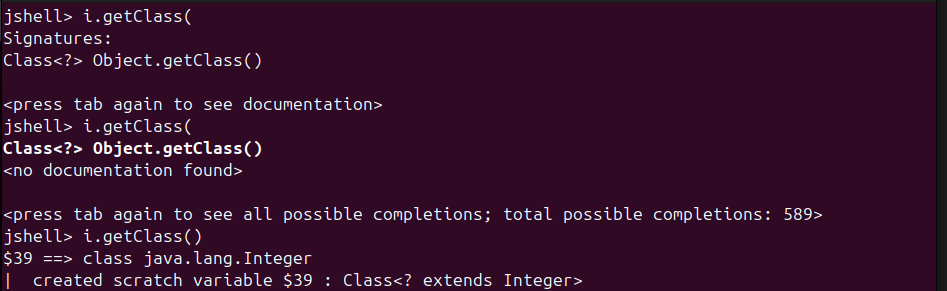 jshell> i.getClass(
Signatures:
Class<?> Object.getClass()
<press tab again to see documentation>
jshell> i.getClass(
Class<?> Object.getClass()
<no documentation found>
<press tab again to see all possible completions; total possible completions: 589>
jshell> i.getClass()
$39 ==> class java.lang.Integer
|  created scratch variable $39 : Class<? extends Integer>